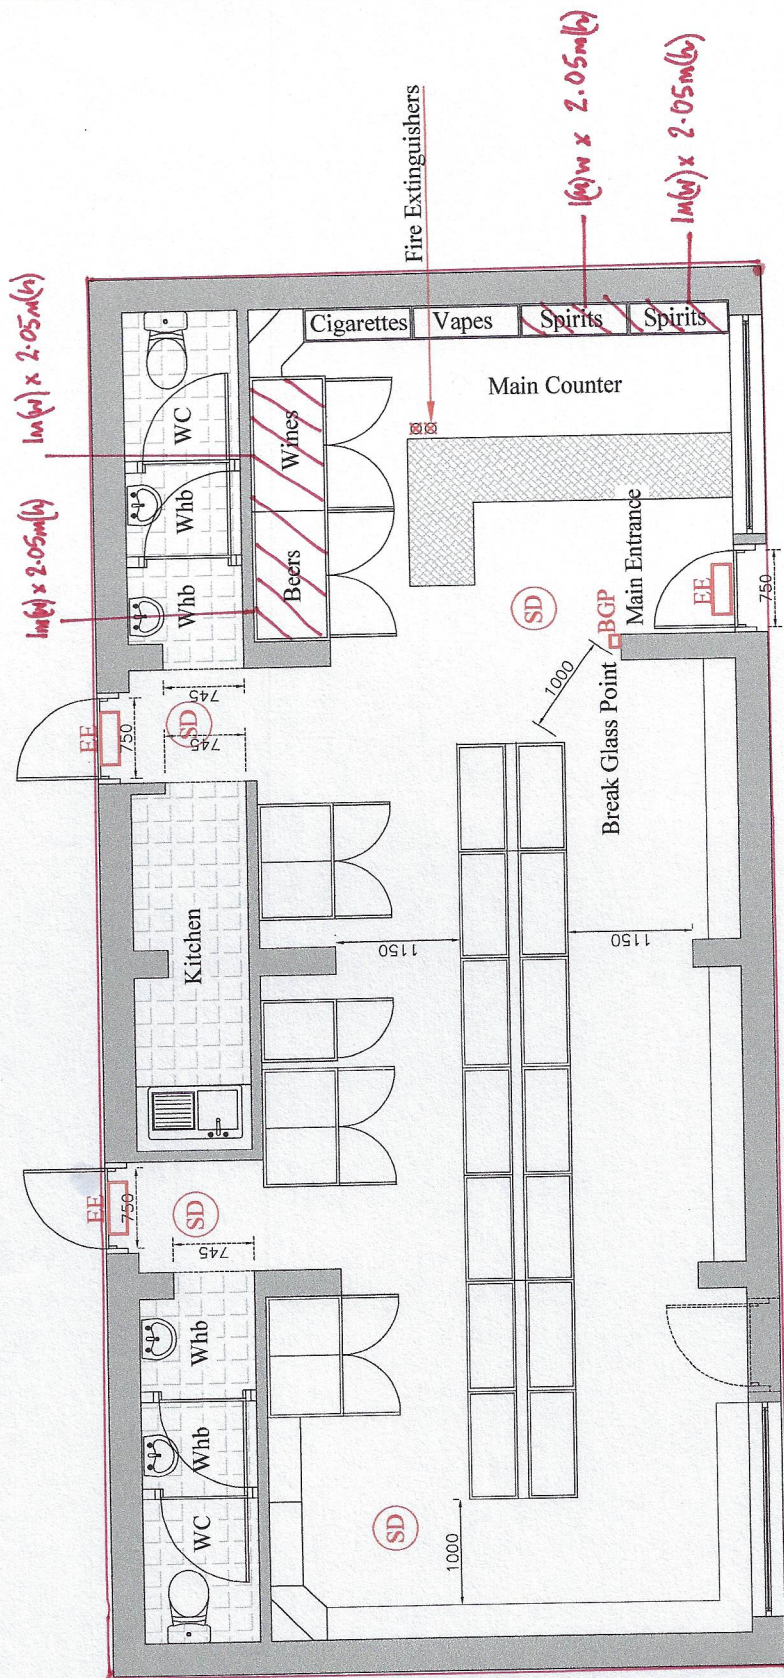 1m(w) x 2.05m(h)
1m(w) x 2.05m(h)
Fire Extinguishers
1(m)w x 2.05m(h)
1m(w) x 2.05m(h)
Cigarettes
Vapes
Spirits
Spirits
Main Counter
WC
Whb
Whb
Wines
Beers
EE
750
SD
745
745
SD
BGP
Main Entrance
EE
750
1000
Break Glass Point
Kitchen
1150
1150
EE
750
SD
745
Whb
Whb
WC
SD
1000